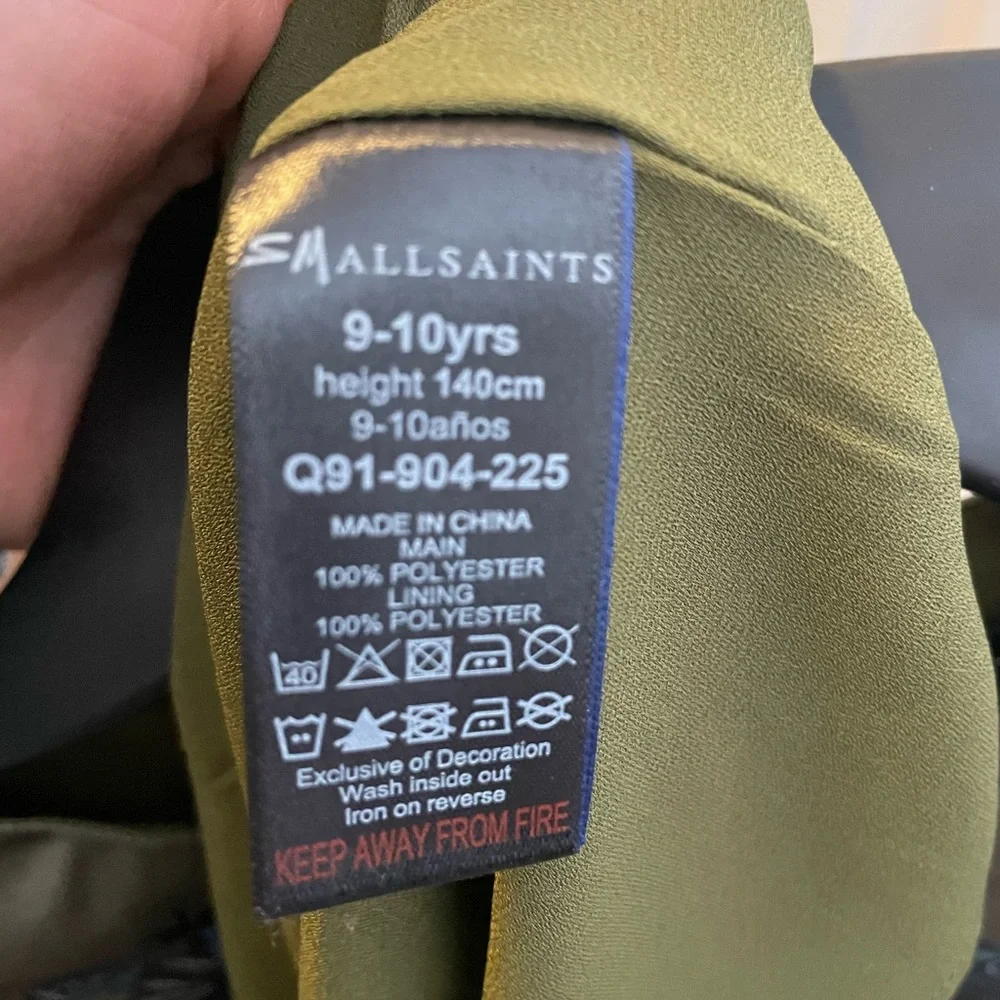 SMALLSAINTS
9-10yrs
height 140cm
9-10años
Q91-904-225
MADE IN CHINA
MAIN
100% POLYESTER
LINING
100% POLYESTER
40
Exclusive of Decoration
Wash inside out
Iron on reverse
KEEP AWAY FROM FIRE